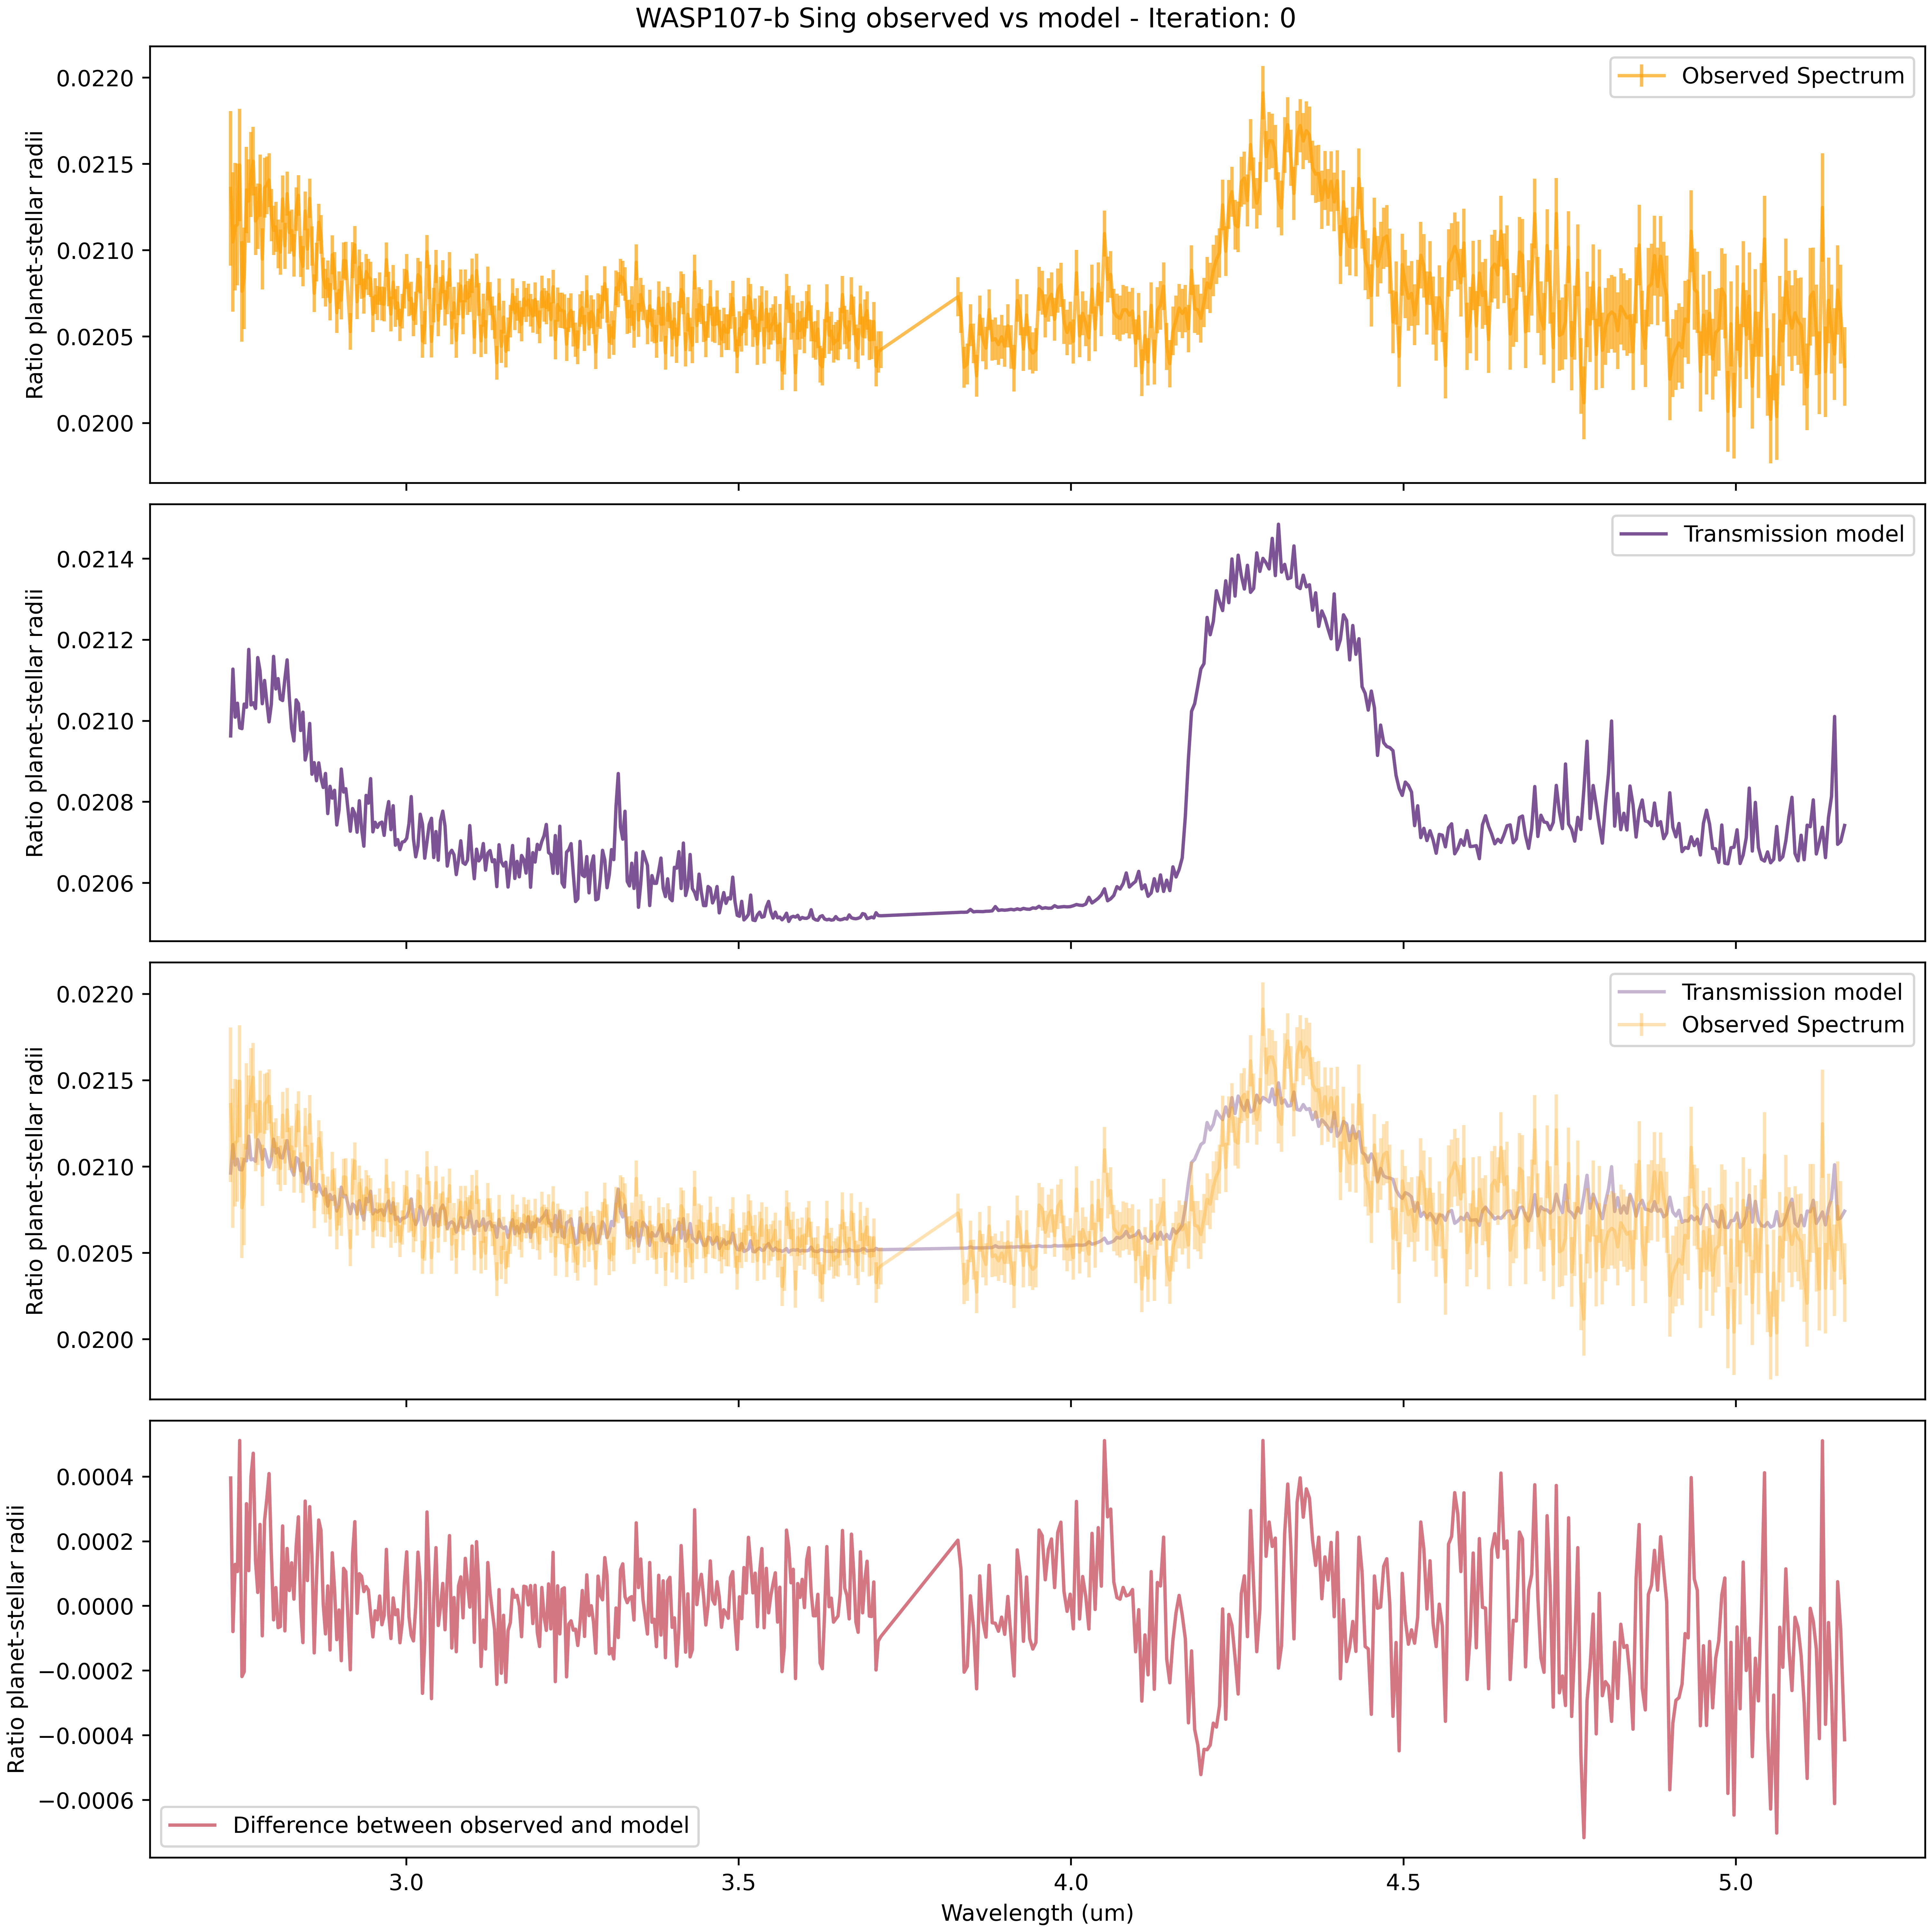 WASP107-b Sing observed vs model - Iteration: 0
Ratio planet-stellar radii
0.0220
0.0215
0.0210
0.0205
0.0200
Observed Spectrum
Ratio planet-stellar radii
0.0214
0.0212
0.0210
0.0208
0.0206
Transmission model
Ratio planet-stellar radii
0.0220
0.0215
0.0210
0.0205
0.0200
Transmission model
Observed Spectrum
Ratio planet-stellar radii
0.0004
0.0002
0.0000
−0.0002
−0.0004
−0.0006
Difference between observed and model
3.0 3.5 4.0 4.5 5.0
Wavelength (um)